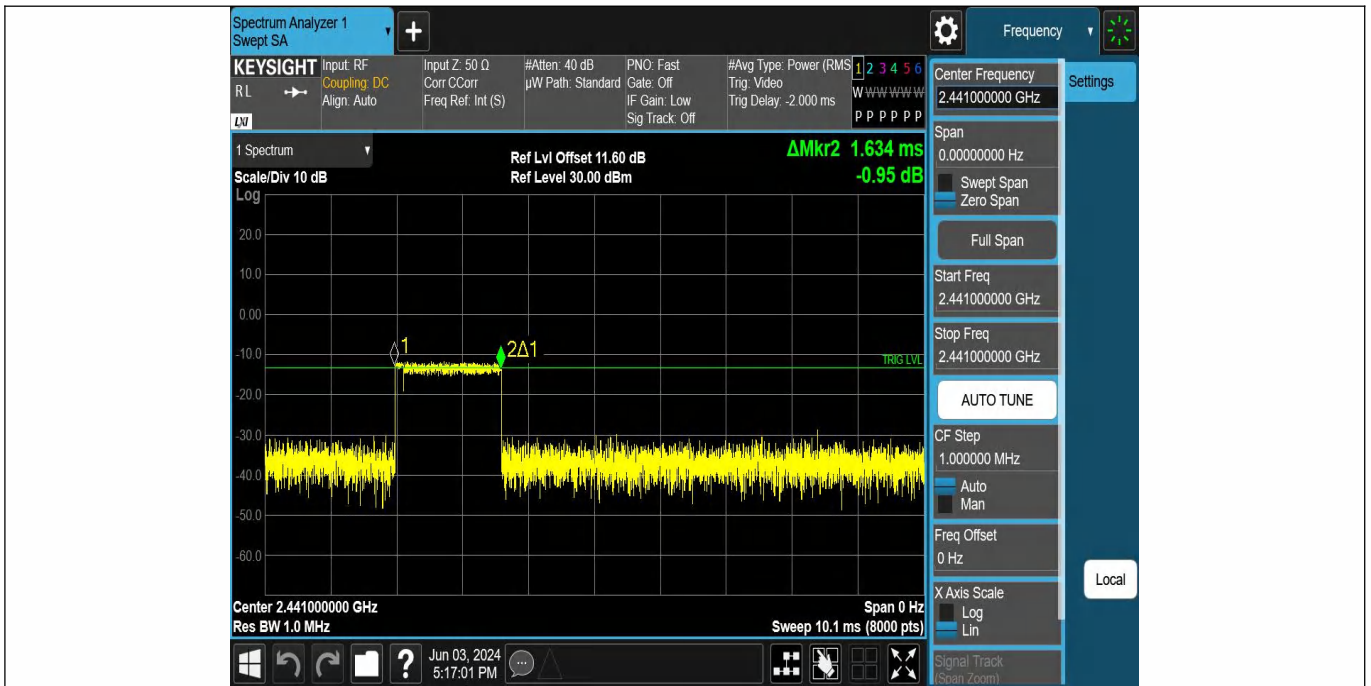 Spectrum Analyzer 1
Swept SA
+
Frequency
KEYSIGHT
RL
LXI
Input: RF
Coupling: DC
Align: Auto
Input Z: 50 Ω
Corr CCorr
Freq Ref: Int (S)
#Atten: 40 dB
µW Path: Standard
PNO: Fast
Gate: Off
IF Gain: Low
Sig Track: Off
#Avg Type: Power (RMS
Trig: Video
Trig Delay: -2.000 ms
1 2 3 4 5 6
W W W W W W
P P P P P P
1 Spectrum
Scale/Div 10 dB
Ref Lvl Offset 11.60 dB
Ref Level 30.00 dBm
ΔMkr2 1.634 ms
-0.95 dB
Log
20.0
10.0
0.00
-10.0
-20.0
-30.0
-40.0
-50.0
-60.0
1
2Δ1
TRIG LVL
Center 2.441000000 GHz
Res BW 1.0 MHz
Span 0 Hz
Sweep 10.1 ms (8000 pts)
Center Frequency
2.441000000 GHz
Settings
Span
0.00000000 Hz
Swept Span
Zero Span
Full Span
Start Freq
2.441000000 GHz
Stop Freq
2.441000000 GHz
AUTO TUNE
CF Step
1.000000 MHz
Auto
Man
Freq Offset
0 Hz
X Axis Scale
Log
Lin
Signal Track
(Span Zoom)
Local
?
Jun 03, 2024
5:17:01 PM